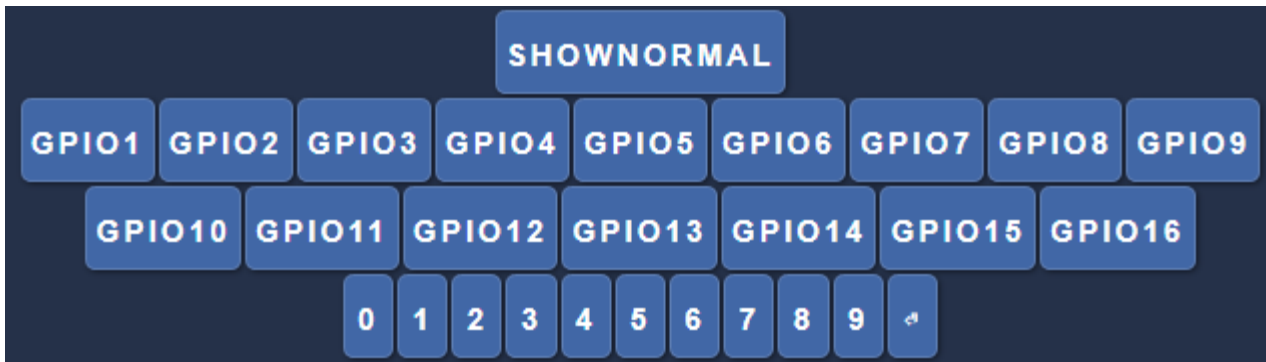 SHOWNORMAL
GPIO1 GPIO2 GPIO3 GPIO4 GPIO5 GPIO6 GPIO7 GPIO8 GPIO9
GPIO10 GPIO11 GPIO12 GPIO13 GPIO14 GPIO15 GPIO16
0 1 2 3 4 5 6 7 8 9